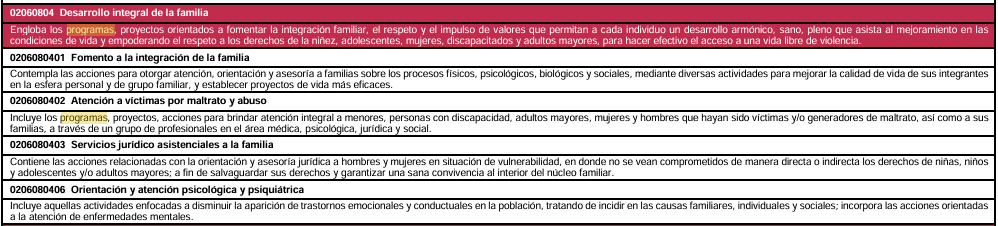 02060804 Desarrollo integral de la familia
Engloba los programas, proyectos orientados a fomentar la integración familiar, el respeto y el impulso de valores que permitan a cada individuo un desarrollo armónico, sano, pleno que asista al mejoramiento en las
condiciones de vida y empoderando el respeto a los derechos de la niñez, adolescentes, mujeres, discapacitados y adultos mayores, para hacer efectivo el acceso a una vida libre de violencia.
0206080401 Fomento a la integración de la familia
Contempla las acciones para otorgar atención, orientación y asesoría a familias sobre los procesos físicos, psicológicos, biológicos y sociales, mediante diversas actividades para mejorar la calidad de vida de sus integrantes
en la esfera personal y de grupo familiar, y establecer proyectos de vida más eficaces.
0206080402 Atención a víctimas por maltrato y abuso
Incluye los programas, proyectos, acciones para brindar atención integral a menores, personas con discapacidad, adultos mayores, mujeres y hombres que hayan sido víctimas y/o generadores de maltrato, así como a sus
familias, a través de un grupo de profesionales en el área médica, psicológica, jurídica y social.
0206080403 Servicios jurídico asistenciales a la familia
Contiene las acciones relacionadas con la orientación y asesoría jurídica a hombres y mujeres en situación de vulnerabilidad, en donde no se vean comprometidos de manera directa o indirecta los derechos de niñas, niños
y adolescentes y/o adultos mayores; a fin de salvaguardar sus derechos y garantizar una sana convivencia al interior del núcleo familiar.
0206080406 Orientación y atención psicológica y psiquiátrica
Incluye aquellas actividades enfocadas a disminuir la aparición de trastornos emocionales y conductuales en la población, tratando de incidir en las causas familiares, individuales y sociales; incorpora las acciones orientadas
a la atención de enfermedades mentales.